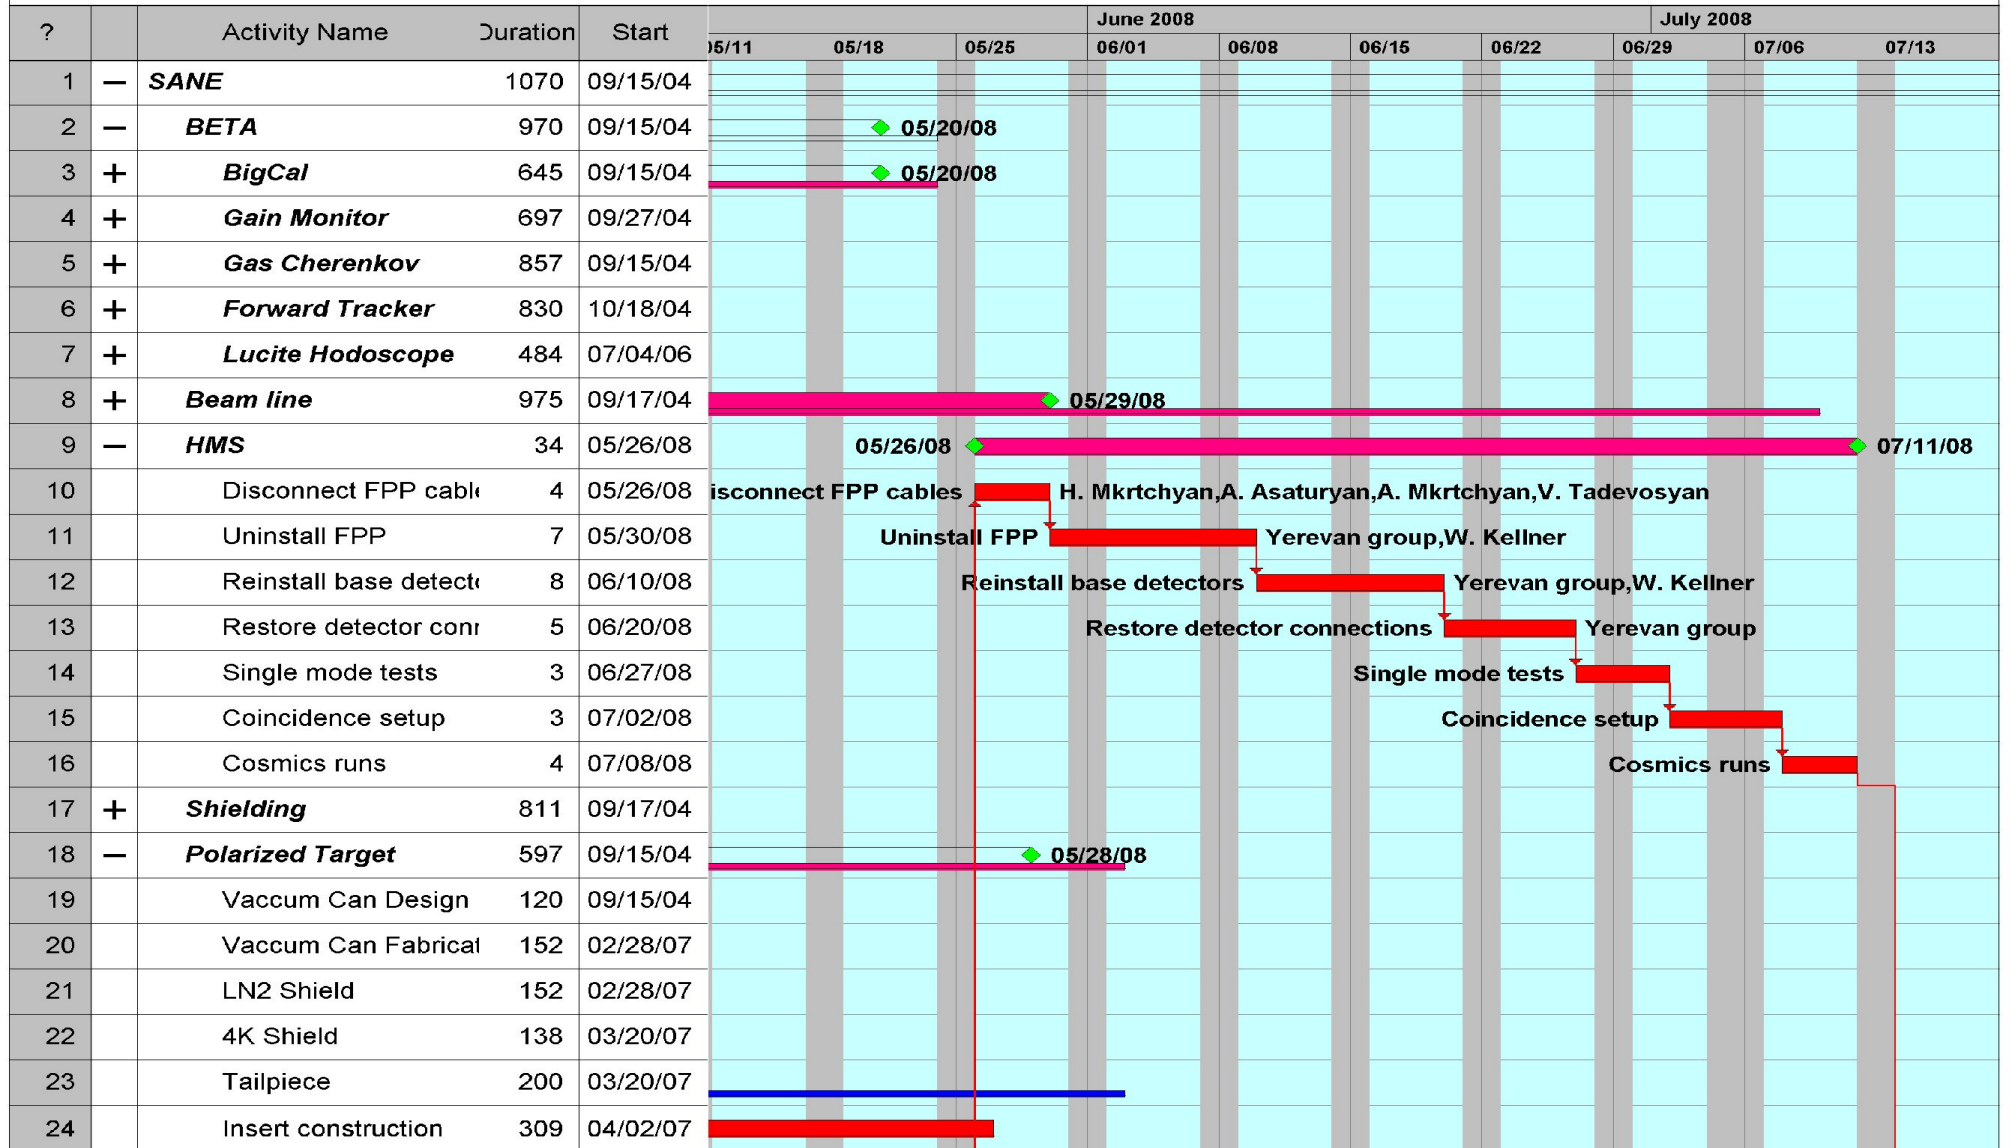 ? Activity Name Duration Start June 2008 July 2008
05/11 05/18 05/25 06/01 06/08 06/15 06/22 06/29 07/06 07/13
1 − SANE 1070 09/15/04
2 − BETA 970 09/15/04 05/20/08
3 + BigCal 645 09/15/04 05/20/08
4 + Gain Monitor 697 09/27/04
5 + Gas Cherenkov 857 09/15/04
6 + Forward Tracker 830 10/18/04
7 + Lucite Hodoscope 484 07/04/06
8 + Beam line 975 09/17/04 05/29/08
9 − HMS 34 05/26/08 05/26/08 07/11/08
10 Disconnect FPP cable 4 05/26/08 isconnect FPP cables H. Mkrtchyan,A. Asaturyan,A. Mkrtchyan,V. Tadevosyan
11 Uninstall FPP 7 05/30/08 Uninstall FPP Yerevan group,W. Kellner
12 Reinstall base detecto 8 06/10/08 Reinstall base detectors Yerevan group,W. Kellner
13 Restore detector conn 5 06/20/08 Restore detector connections Yerevan group
14 Single mode tests 3 06/27/08 Single mode tests
15 Coincidence setup 3 07/02/08 Coincidence setup
16 Cosmics runs 4 07/08/08 Cosmics runs
17 + Shielding 811 09/17/04
18 − Polarized Target 597 09/15/04 05/28/08
19 Vaccum Can Design 120 09/15/04
20 Vaccum Can Fabricat 152 02/28/07
21 LN2 Shield 152 02/28/07
22 4K Shield 138 03/20/07
23 Tailpiece 200 03/20/07
24 Insert construction 309 04/02/07